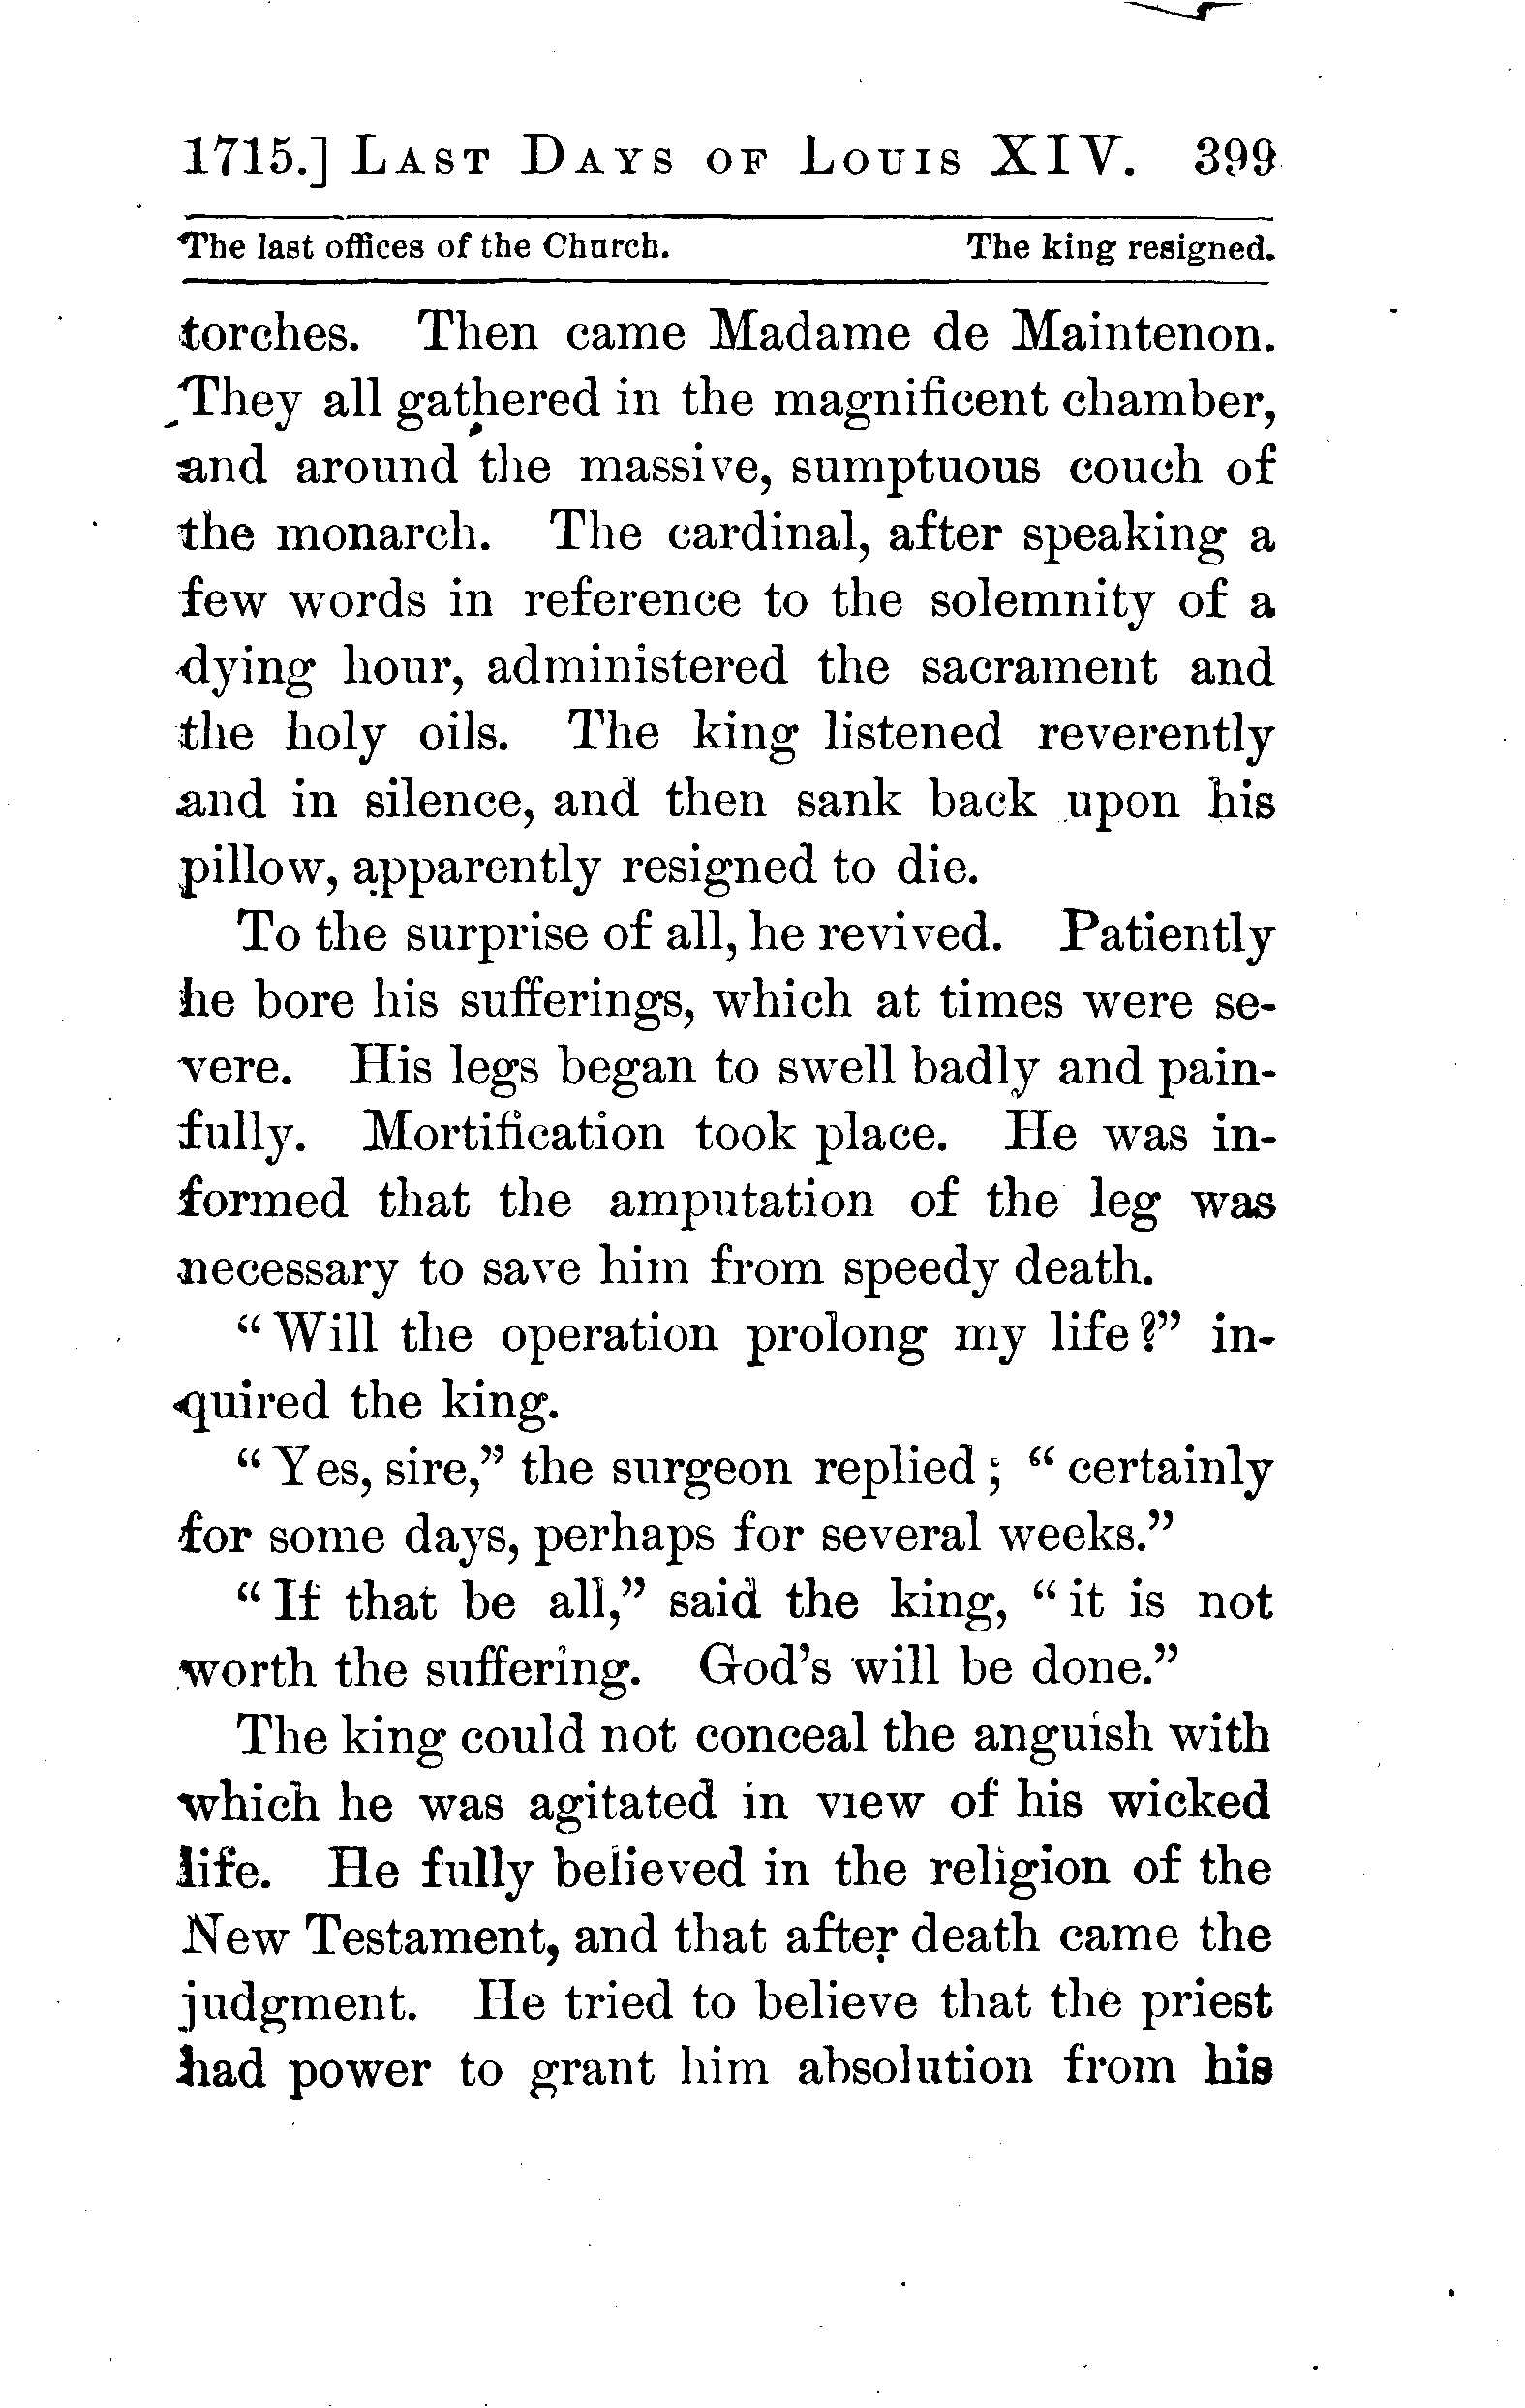 1715.] LAST DAYS OF LOUIS XIV. 399
The last offices of the Church. The king resigned.
torches. Then came Madame de Maintenon.
They all gathered in the magnificent chamber,
and around the massive, sumptuous couch of
the monarch. The cardinal, after speaking a
few words in reference to the solemnity of a
dying hour, administered the sacrament and
the holy oils. The king listened reverently
and in silence, and then sank back upon his
pillow, apparently resigned to die.
To the surprise of all, he revived. Patiently
he bore his sufferings, which at times were se-
vere. His legs began to swell badly and pain-
fully. Mortification took place. He was in-
formed that the amputation of the leg was
necessary to save him from speedy death.
"Will the operation prolong my life?" in-
quired the king.
"Yes, sire," the surgeon replied; "certainly
for some days, perhaps for several weeks."
"If that be all," said the king, "it is not
worth the suffering. God's will be done."
The king could not conceal the anguish with
which he was agitated in view of his wicked
life. He fully believed in the religion of the
New Testament, and that after death came the
judgment. He tried to believe that the priest
had power to grant him absolution from his